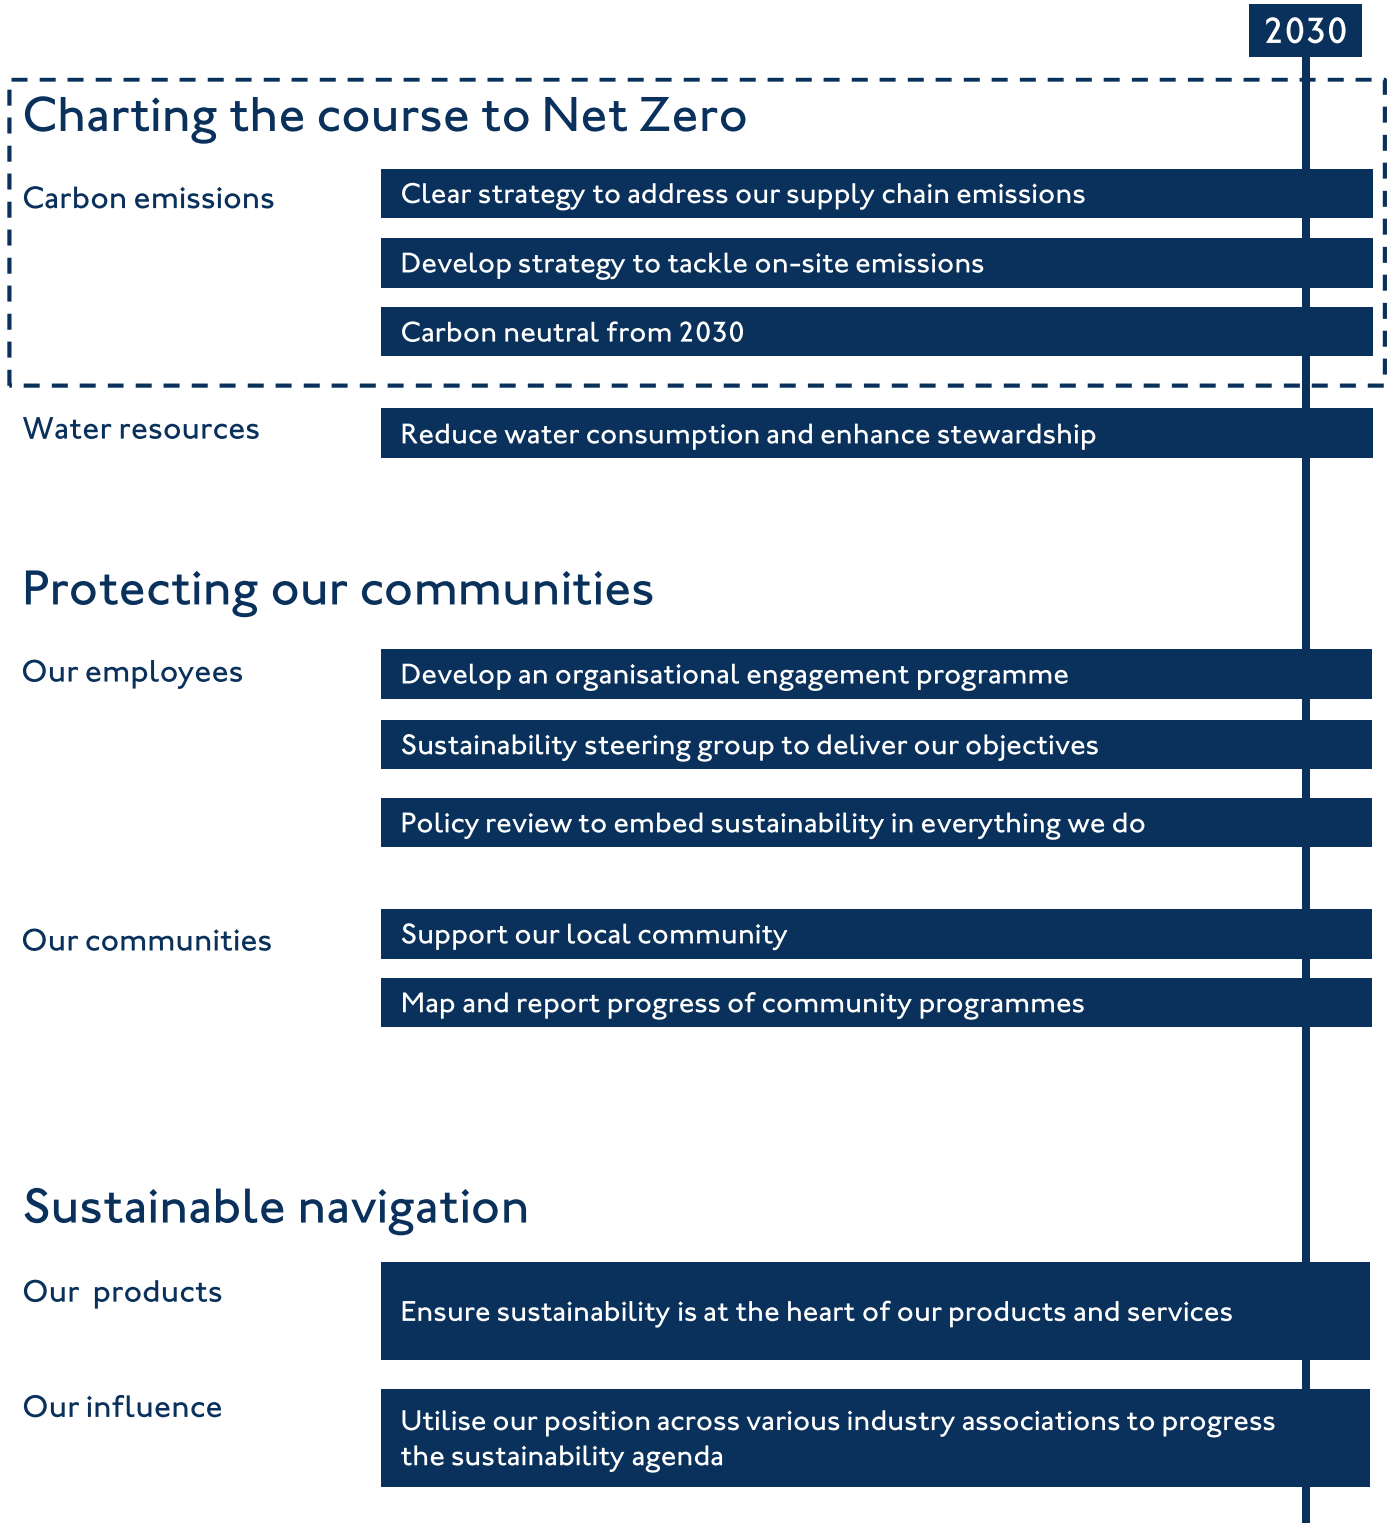 2030
Charting the course to Net Zero
Carbon emissions
Clear strategy to address our supply chain emissions
Develop strategy to tackle on-site emissions
Carbon neutral from 2030
Water resources
Reduce water consumption and enhance stewardship
Protecting our communities
Our employees
Develop an organisational engagement programme
Sustainability steering group to deliver our objectives
Policy review to embed sustainability in everything we do
Our communities
Support our local community
Map and report progress of community programmes
Sustainable navigation
Our products
Ensure sustainability is at the heart of our products and services
Our influence
Utilise our position across various industry associations to progress
the sustainability agenda